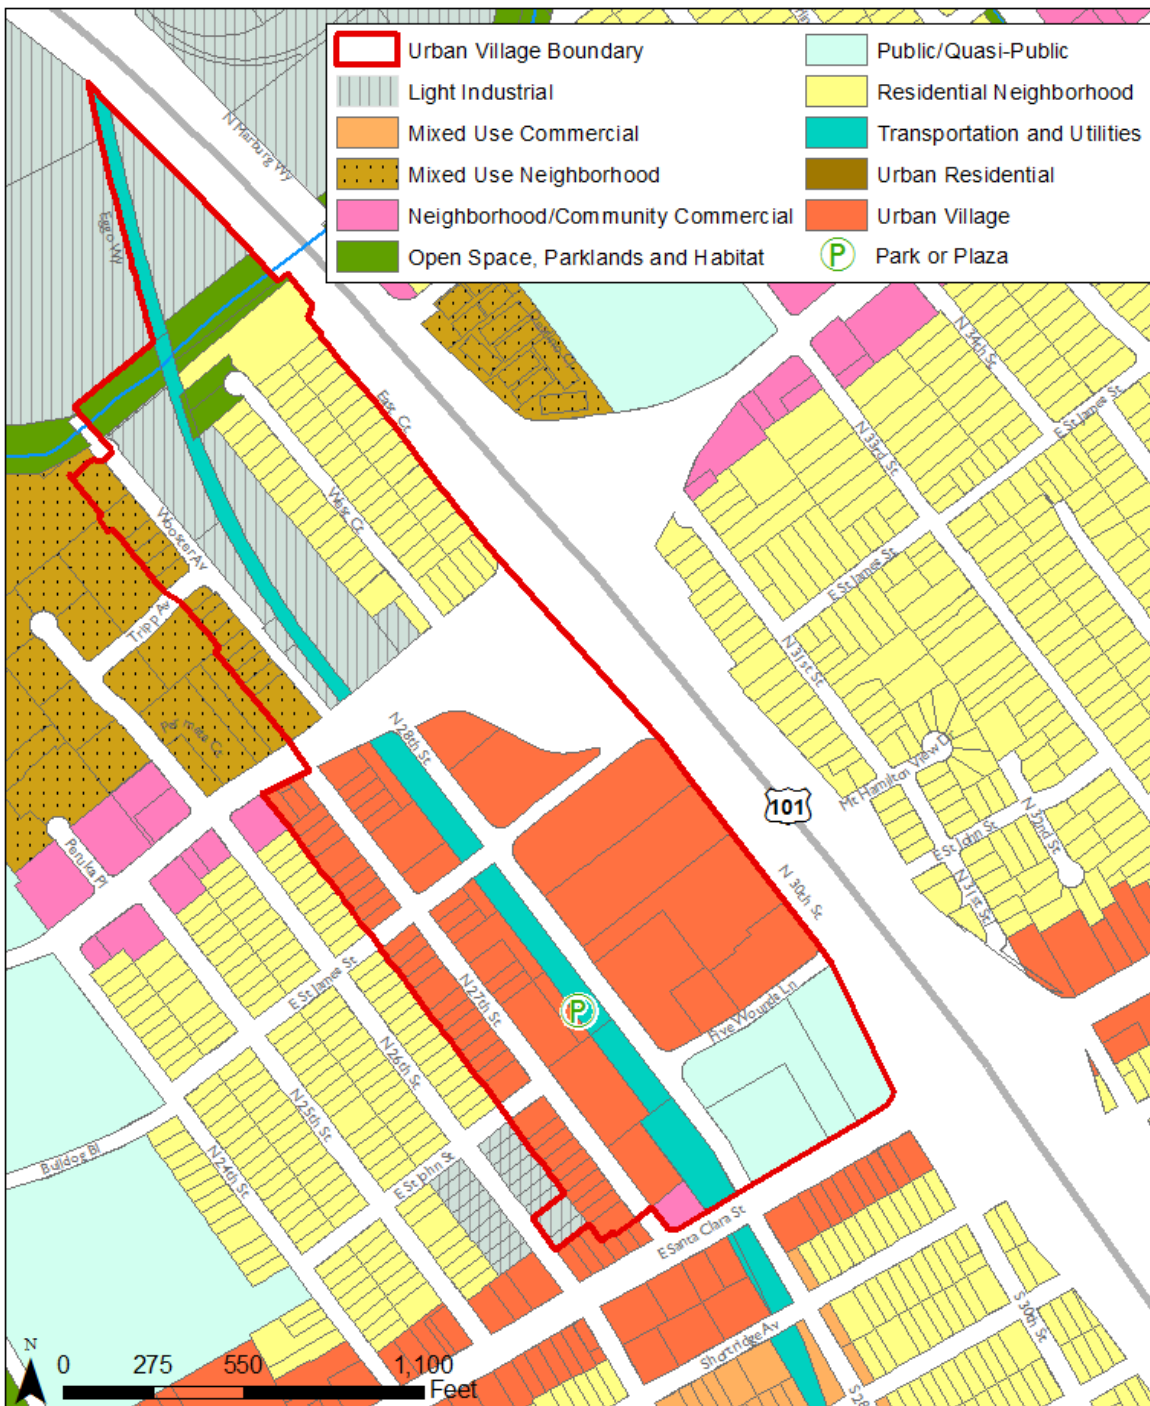 Urban Village Boundary
Light Industrial
Mixed Use Commercial
Mixed Use Neighborhood
Neighborhood/Community Commercial
Open Space, Parklands and Habitat
Public/Quasi-Public
Residential Neighborhood
Transportation and Utilities
Urban Residential
Urban Village
P Park or Plaza
N Marburg Wy
Eggo Wy
East Ct
West Ct
Wooster Av
Tripp Av
Peruka Pl
N 28th St
N 34th St
E St James St
N 33rd St
E St James St
N 31st St
Mt Hamilton View Dr
N 32nd St
E St John St
N 31st St
101
N 30th St
Five Wounds Ln
P
N 27th St
E St James St
N 26th St
N 25th St
E St John St
N 24th St
Bulldog Bl
E Santa Clara St
Shortridge Av
S 30th St
S 28
N
0 275 550 1,100
Feet